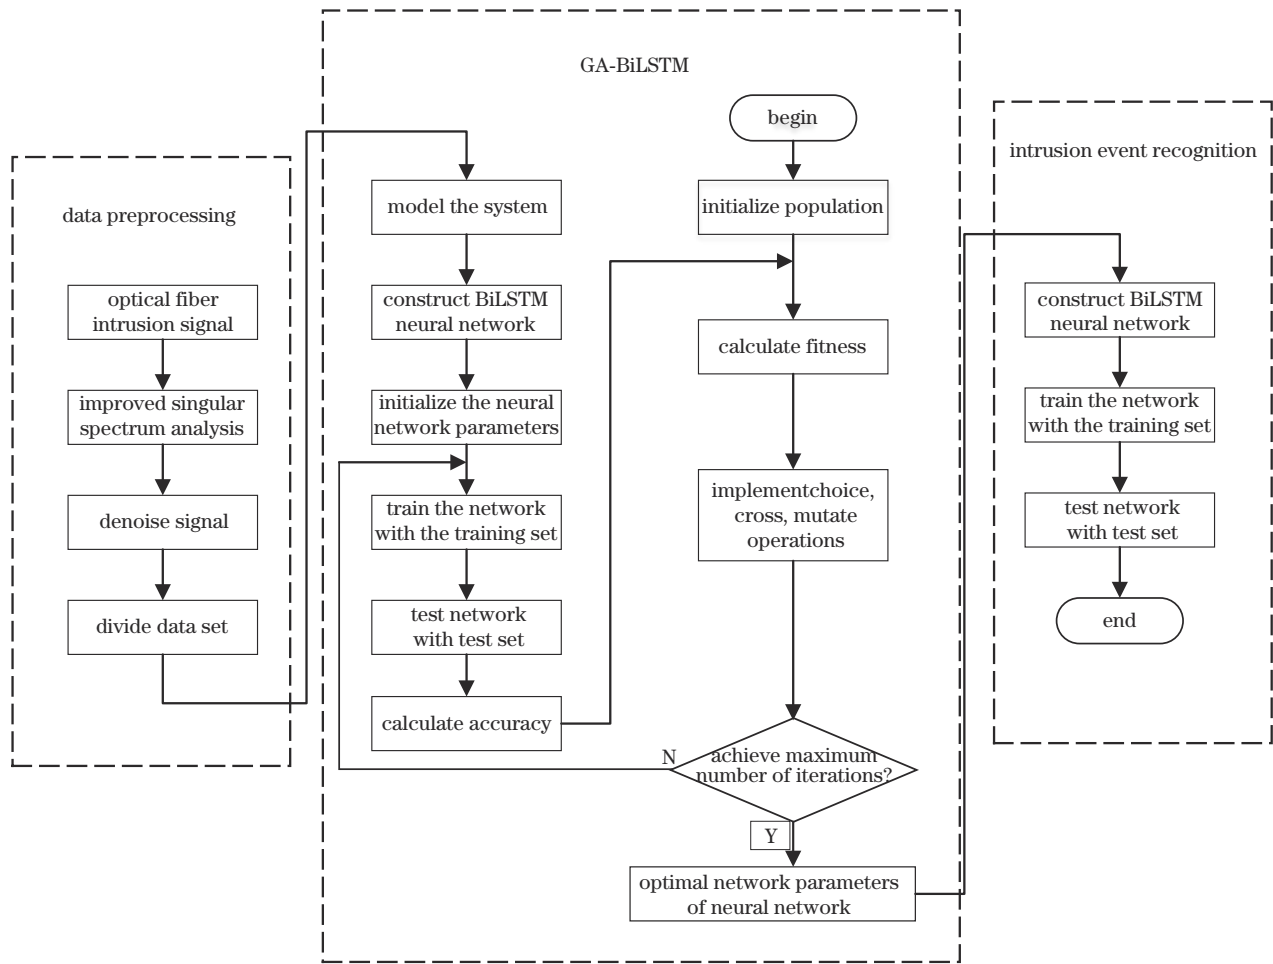 GA-BiLSTM
data preprocessing
optical fiber
intrusion signal
improved singular
spectrum analysis
denoise signal
divide data set
model the system
construct BiLSTM
neural network
initialize the neural
network parameters
train the network
with the training set
test network
with test set
calculate accuracy
begin
initialize population
calculate fitness
implementchoice,
cross, mutate
operations
N
achieve maximum
number of iterations?
Y
optimal network parameters
of neural network
intrusion event recognition
construct BiLSTM
neural network
train the network
with the training set
test network
with test set
end